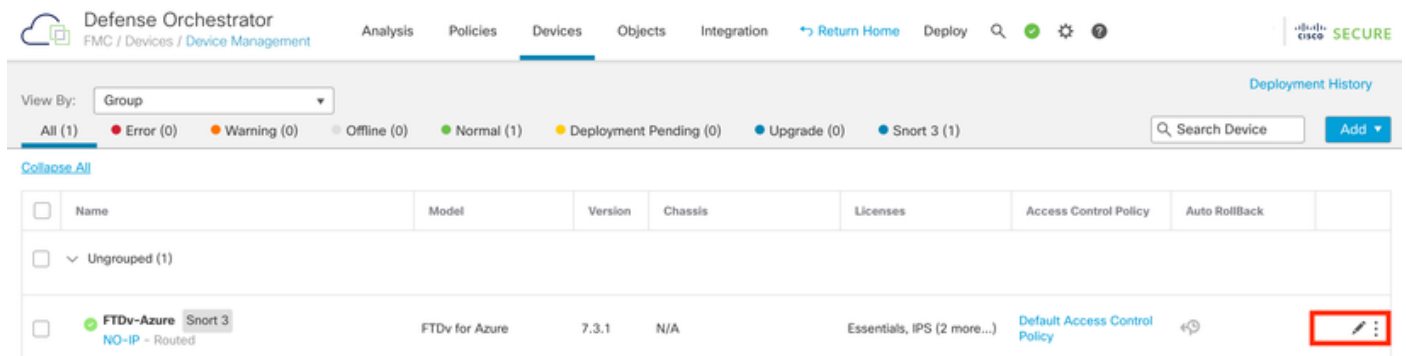 Defense Orchestrator
FMC / Devices / Device Management
Analysis Policies Devices Objects Integration Return Home Deploy
CISCO SECURE
Deployment History
View By: Group
All (1) Error (0) Warning (0) Offline (0) Normal (1) Deployment Pending (0) Upgrade (0) Snort 3 (1) Search Device Add
Collapse All
Name Model Version Chassis Licenses Access Control Policy Auto RollBack
Ungrouped (1)
FTDv-Azure Snort 3
NO-IP - Routed
FTDv for Azure 7.3.1 N/A Essentials, IPS (2 more...)
Default Access Control
Policy